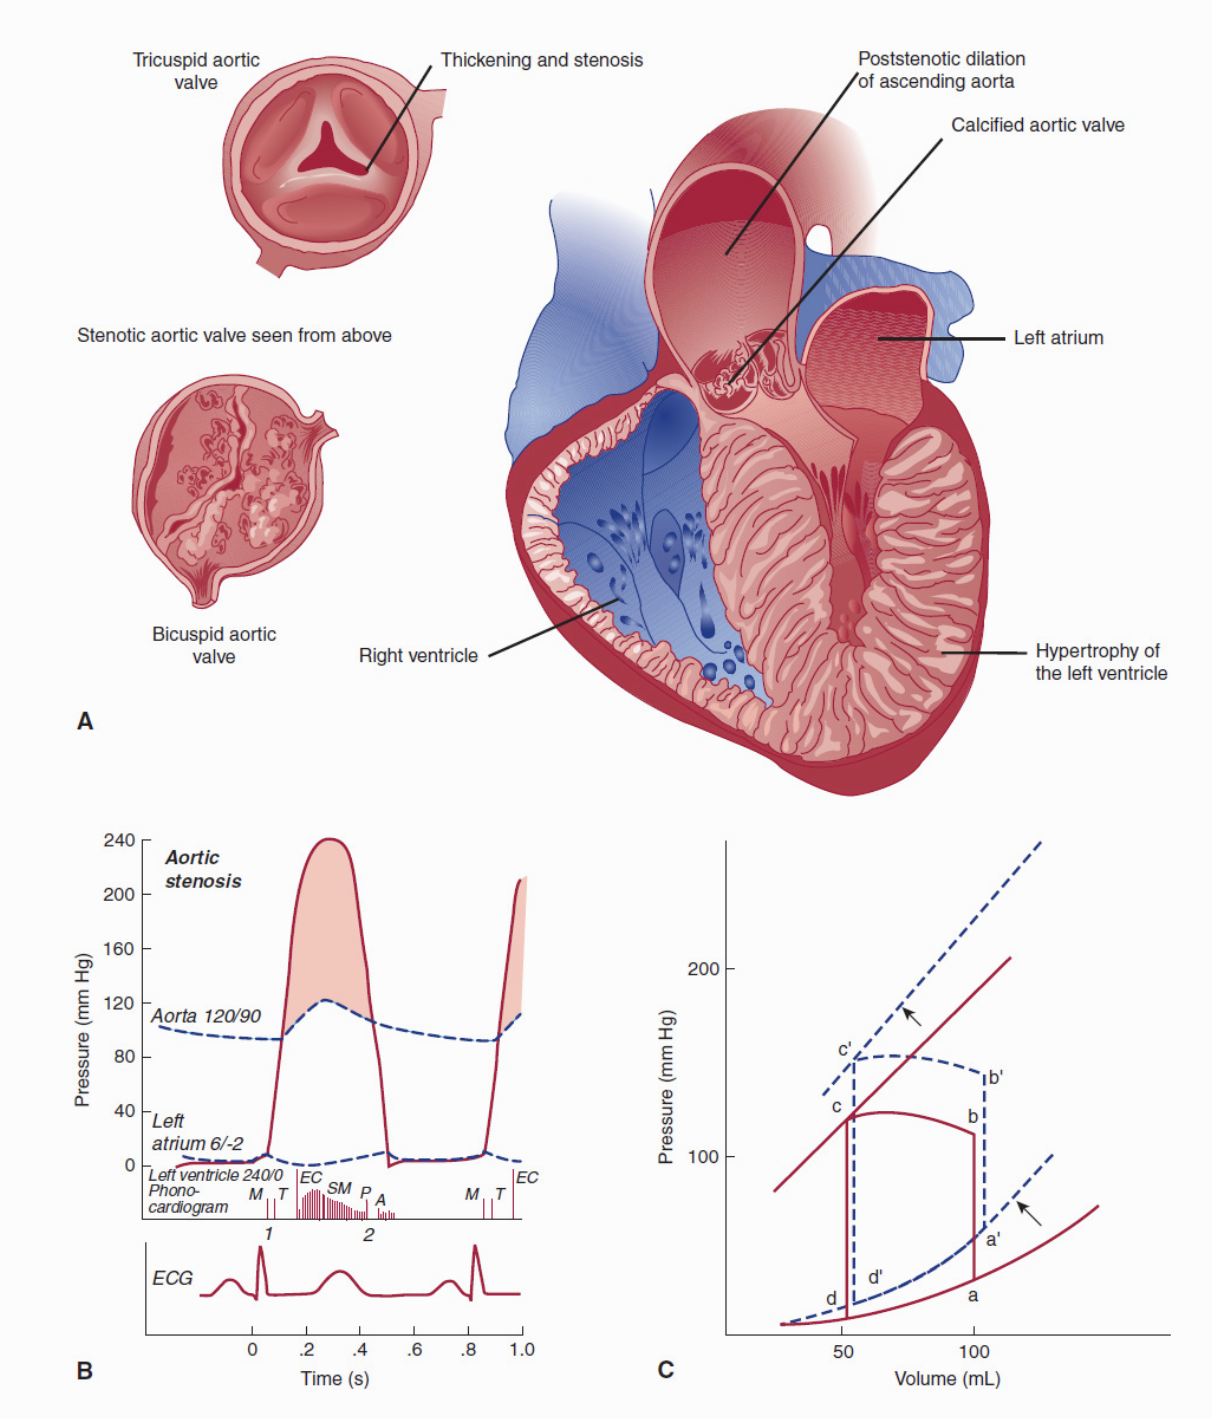 Tricuspid aortic
valve
Thickening and stenosis
Poststenotic dilation
of ascending aorta
Calcified aortic valve
Stenotic aortic valve seen from above
Left atrium
Bicuspid aortic
valve
Right ventricle
Hypertrophy of
the left ventricle
A
240
200
160
120
80
40
0
Pressure (mm Hg)
Aortic
stenosis
Aorta 120/90
Left
atrium 6/-2
Left ventricle 240/0
Phono-
cardiogram
M T EC SM P A M T EC
1 2
ECG
0 .2 .4 .6 .8 1.0
Time (s)
B
200
100
Pressure (mm Hg)
c'
b'
c
b
a'
d'
d
a
50 100
Volume (mL)
C